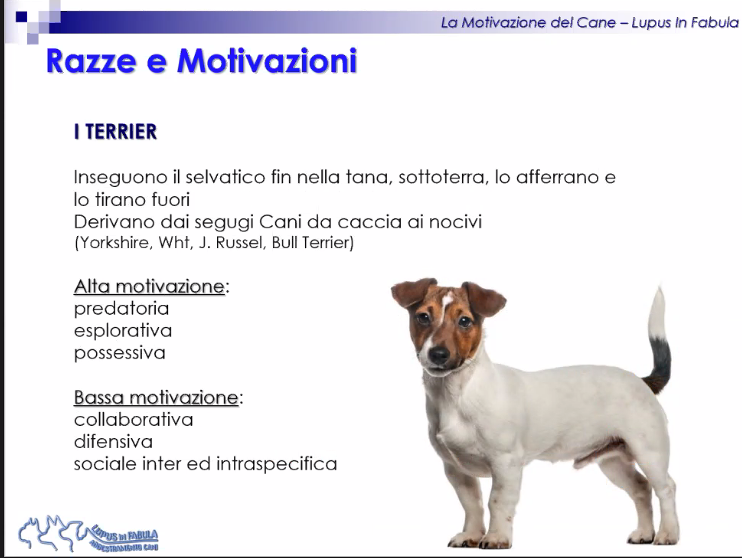 La Motivazione del Cane – Lupus In Fabula
Razze e Motivazioni
I TERRIER
Inseguono il selvatico fin nella tana, sottoterra, lo afferrano e
lo tirano fuori
Derivano dai segugi Cani da caccia ai nocivi
(Yorkshire, Wht, J. Russel, Bull Terrier)
Alta motivazione:
predatoria
esplorativa
possessiva
Bassa motivazione:
collaborativa
difensiva
sociale inter ed intraspecifica
LUPUS IN FABULA
ADDESTRAMENTO CANI